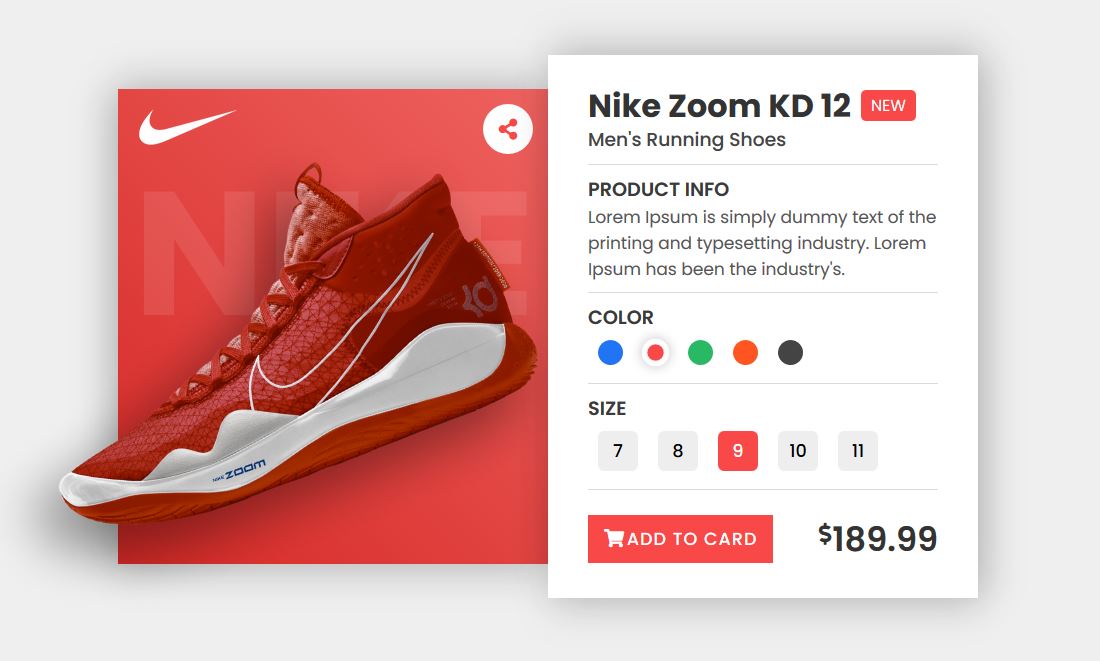 NIKE
NIKE ZOOM
Nike Zoom KD 12 NEW
Men's Running Shoes
PRODUCT INFO
Lorem Ipsum is simply dummy text of the
printing and typesetting industry. Lorem
Ipsum has been the industry's.
COLOR
SIZE
7 8 9 10 11
ADD TO CARD $189.99